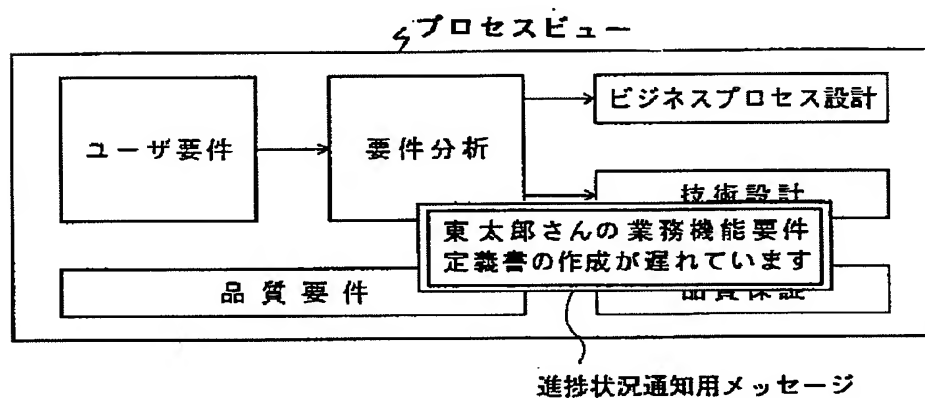 プロセスビュー
ユーザ要件
要件分析
ビジネスプロセス設計
技術設計
東太郎さんの業務機能要件
定義書の作成が遅れています
品質要件
品質保証
進捗状況通知用メッセージ